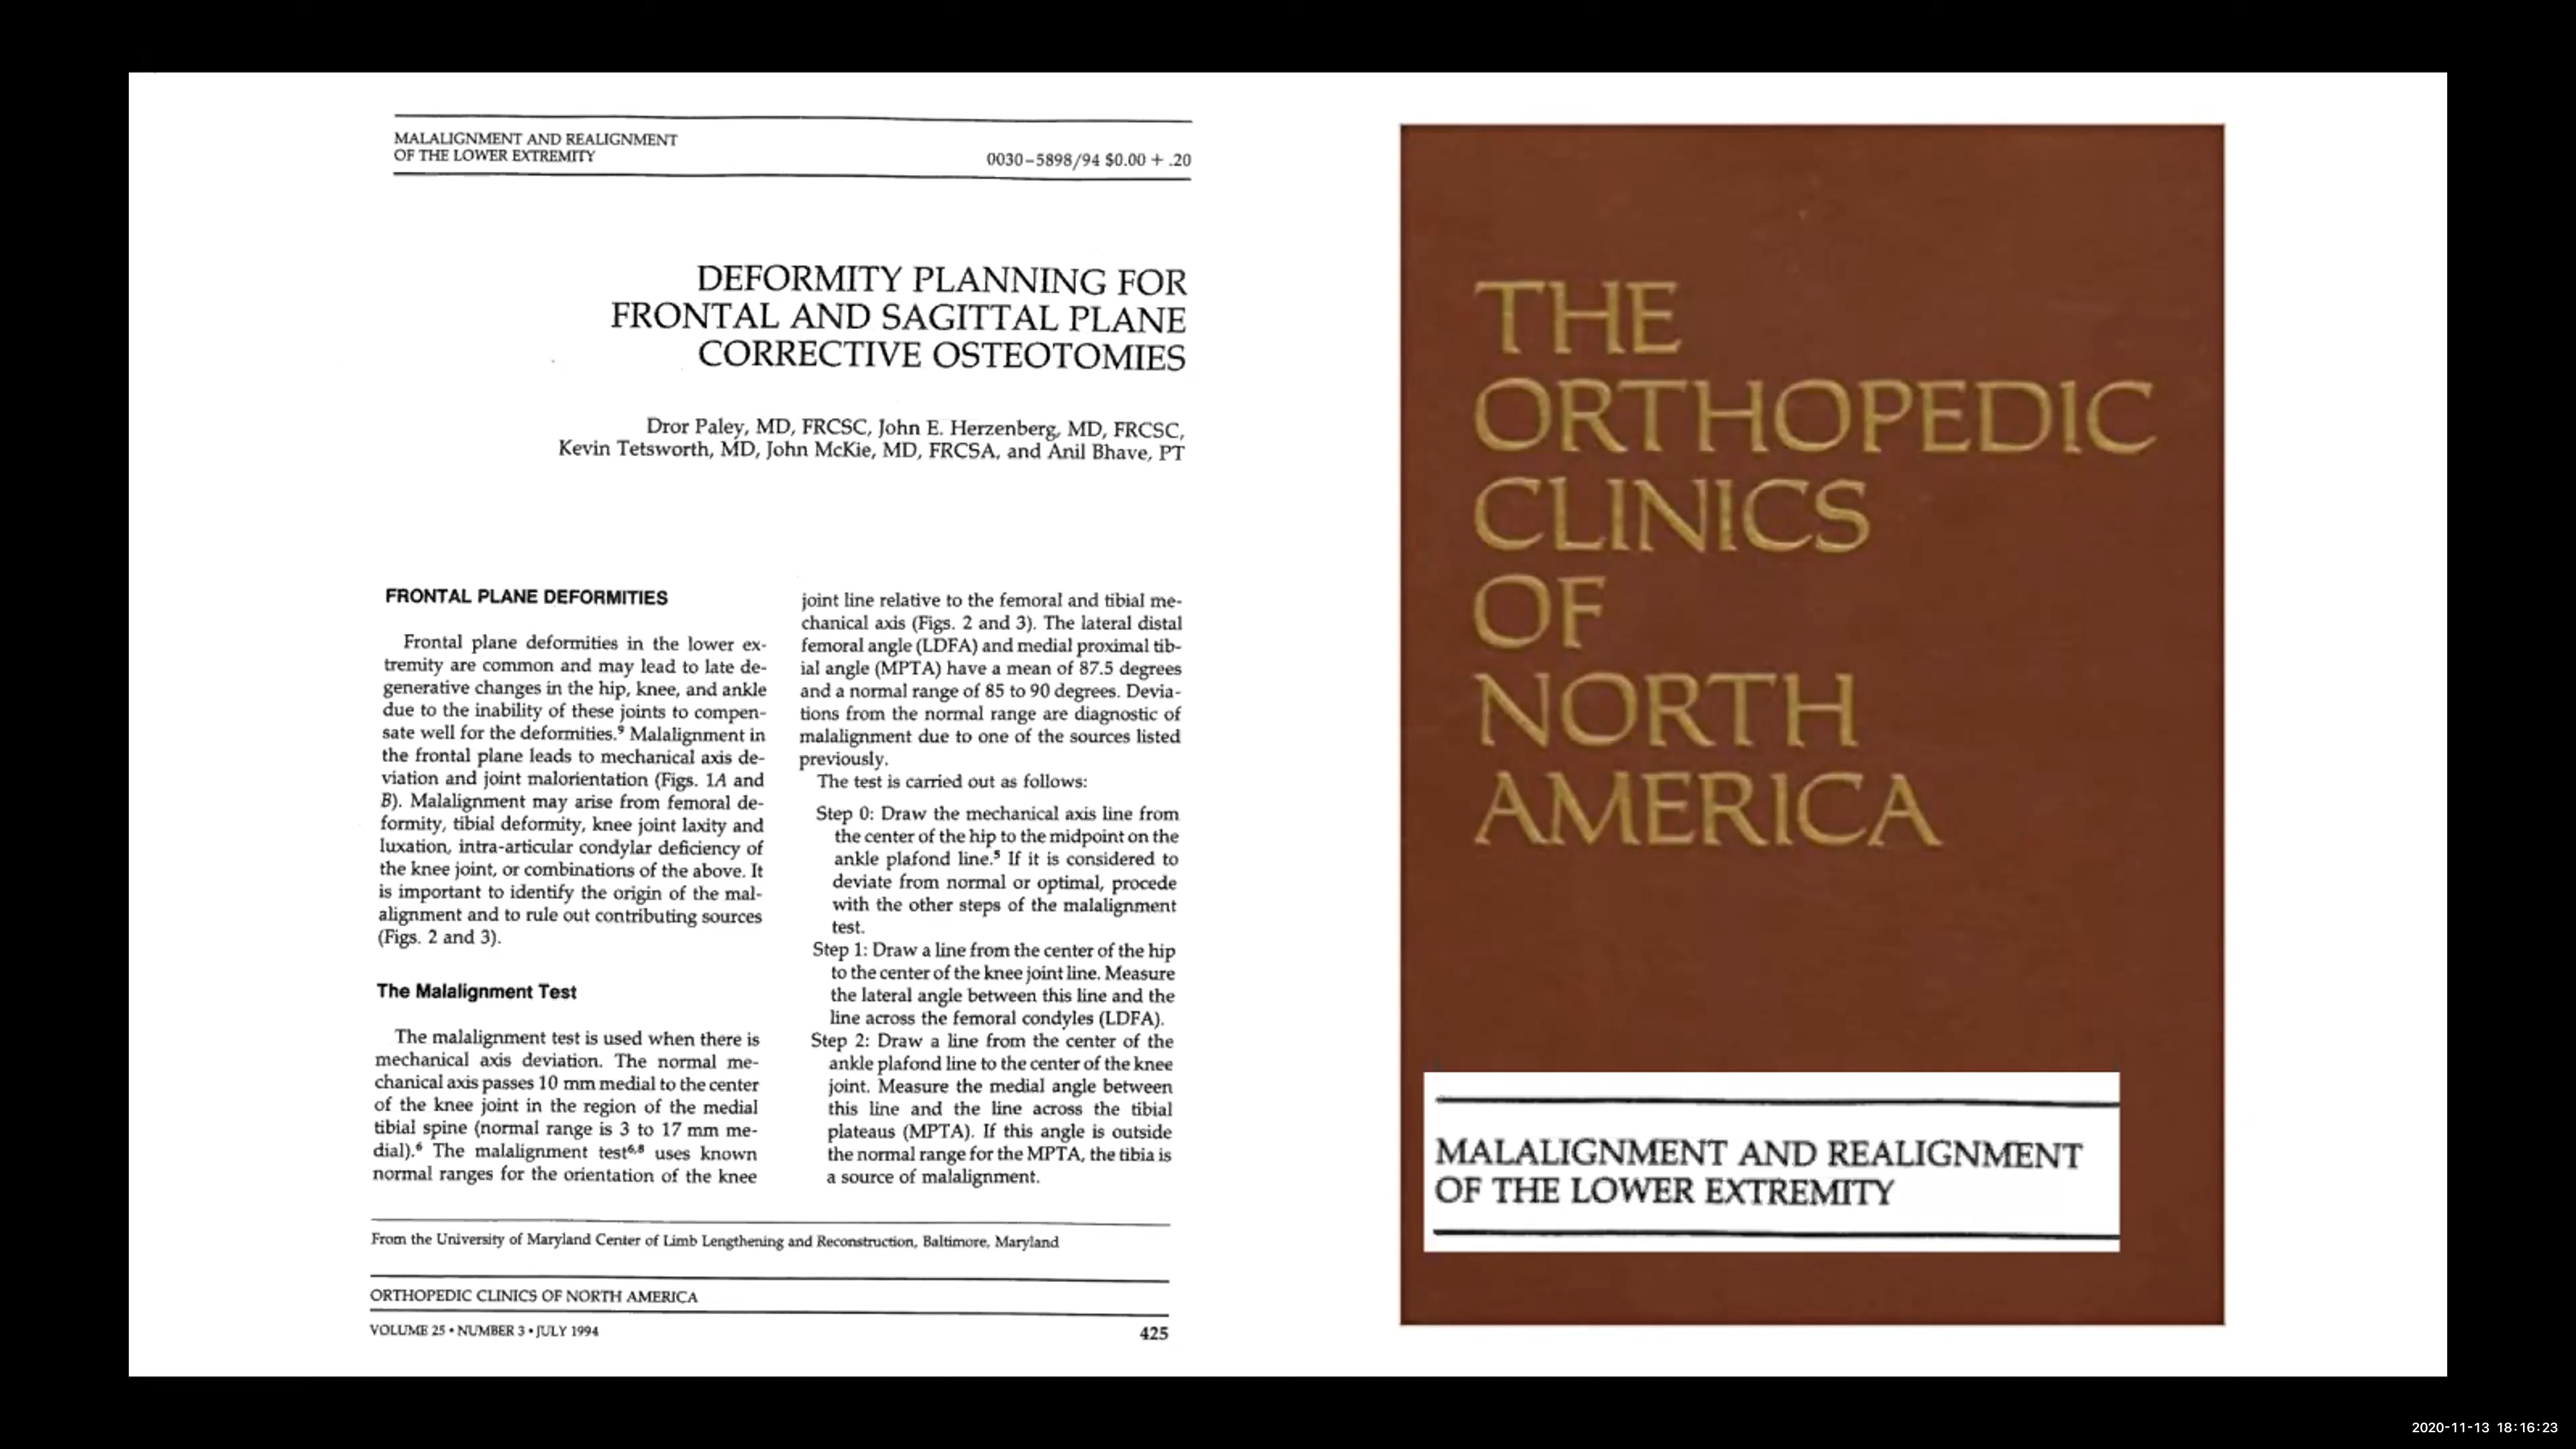 MALALIGNMENT AND REALIGNMENT
OF THE LOWER EXTREMITY
0030-5898/94 $0.00 + .20
DEFORMITY PLANNING FOR
FRONTAL AND SAGITTAL PLANE
CORRECTIVE OSTEOTOMIES
Dror Paley, MD, FRCSC, John E. Herzenberg, MD, FRCSC,
Kevin Tetsworth, MD, John McKie, MD, FRCSA, and Anil Bhave, PT
FRONTAL PLANE DEFORMITIES
Frontal plane deformities in the lower ex-
tremity are common and may lead to late de-
generative changes in the hip, knee, and ankle
due to the inability of these joints to compen-
sate well for the deformities.⁹ Malalignment in
the frontal plane leads to mechanical axis de-
viation and joint malorientation (Figs. 1A and
B). Malalignment may arise from femoral de-
formity, tibial deformity, knee joint laxity and
luxation, intra-articular condylar deficiency of
the knee joint, or combinations of the above. It
is important to identify the origin of the mal-
alignment and to rule out contributing sources
(Figs. 2 and 3).
The Malalignment Test
The malalignment test is used when there is
mechanical axis deviation. The normal me-
chanical axis passes 10 mm medial to the center
of the knee joint in the region of the medial
tibial spine (normal range is 3 to 17 mm me-
dial).⁶ The malalignment test⁶,⁸ uses known
normal ranges for the orientation of the knee
joint line relative to the femoral and tibial me-
chanical axis (Figs. 2 and 3). The lateral distal
femoral angle (LDFA) and medial proximal tib-
ial angle (MPTA) have a mean of 87.5 degrees
and a normal range of 85 to 90 degrees. Devia-
tions from the normal range are diagnostic of
malalignment due to one of the sources listed
previously.
The test is carried out as follows:
Step 0: Draw the mechanical axis line from
the center of the hip to the midpoint on the
ankle plafond line.⁵ If it is considered to
deviate from normal or optimal, procede
with the other steps of the malalignment
test.
Step 1: Draw a line from the center of the hip
to the center of the knee joint line. Measure
the lateral angle between this line and the
line across the femoral condyles (LDFA).
Step 2: Draw a line from the center of the
ankle plafond line to the center of the knee
joint. Measure the medial angle between
this line and the line across the tibial
plateaus (MPTA). If this angle is outside
the normal range for the MPTA, the tibia is
a source of malalignment.
From the University of Maryland Center of Limb Lengthening and Reconstruction, Baltimore, Maryland
ORTHOPEDIC CLINICS OF NORTH AMERICA
VOLUME 25 • NUMBER 3 • JULY 1994
425
THE
ORTHOPEDIC
CLINICS
OF
NORTH
AMERICA
MALALIGNMENT AND REALIGNMENT
OF THE LOWER EXTREMITY
2020-11-13 18:16:23